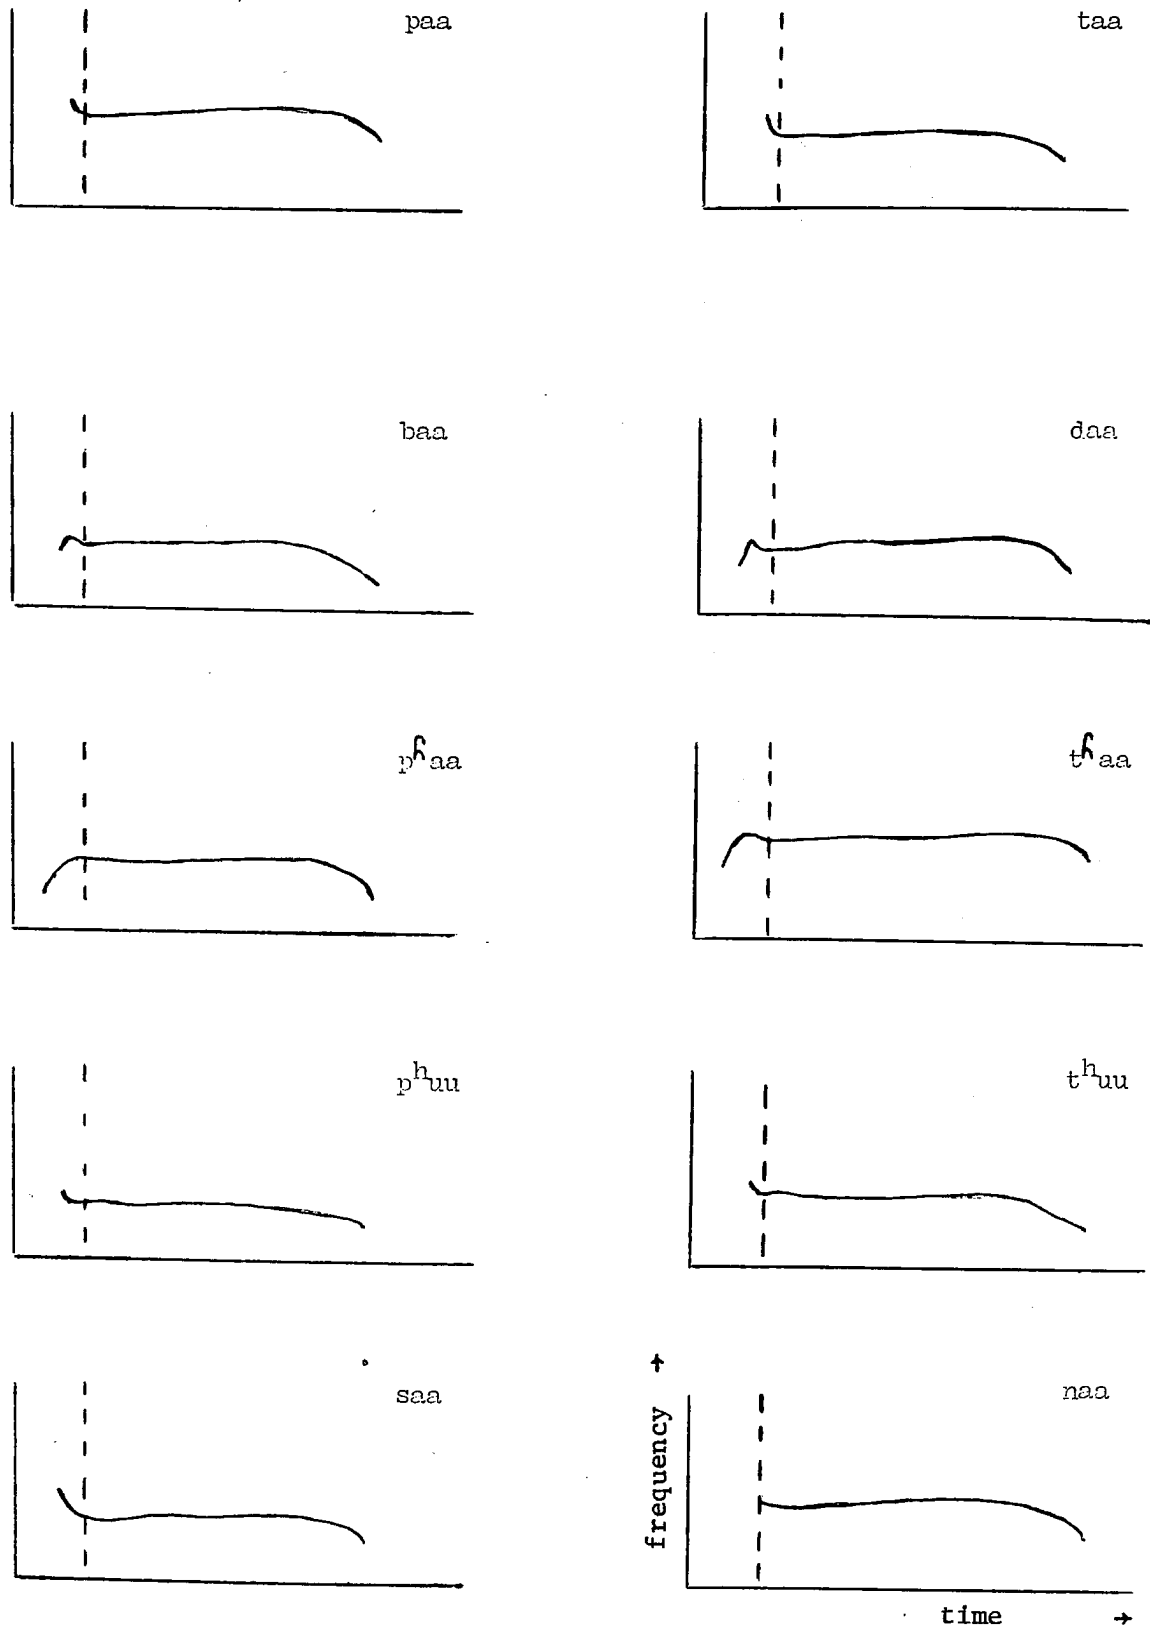 paa
taa
baa
daa
pʱaa
tʱaa
pʰuu
tʰuu
saa
naa
frequency →
time →